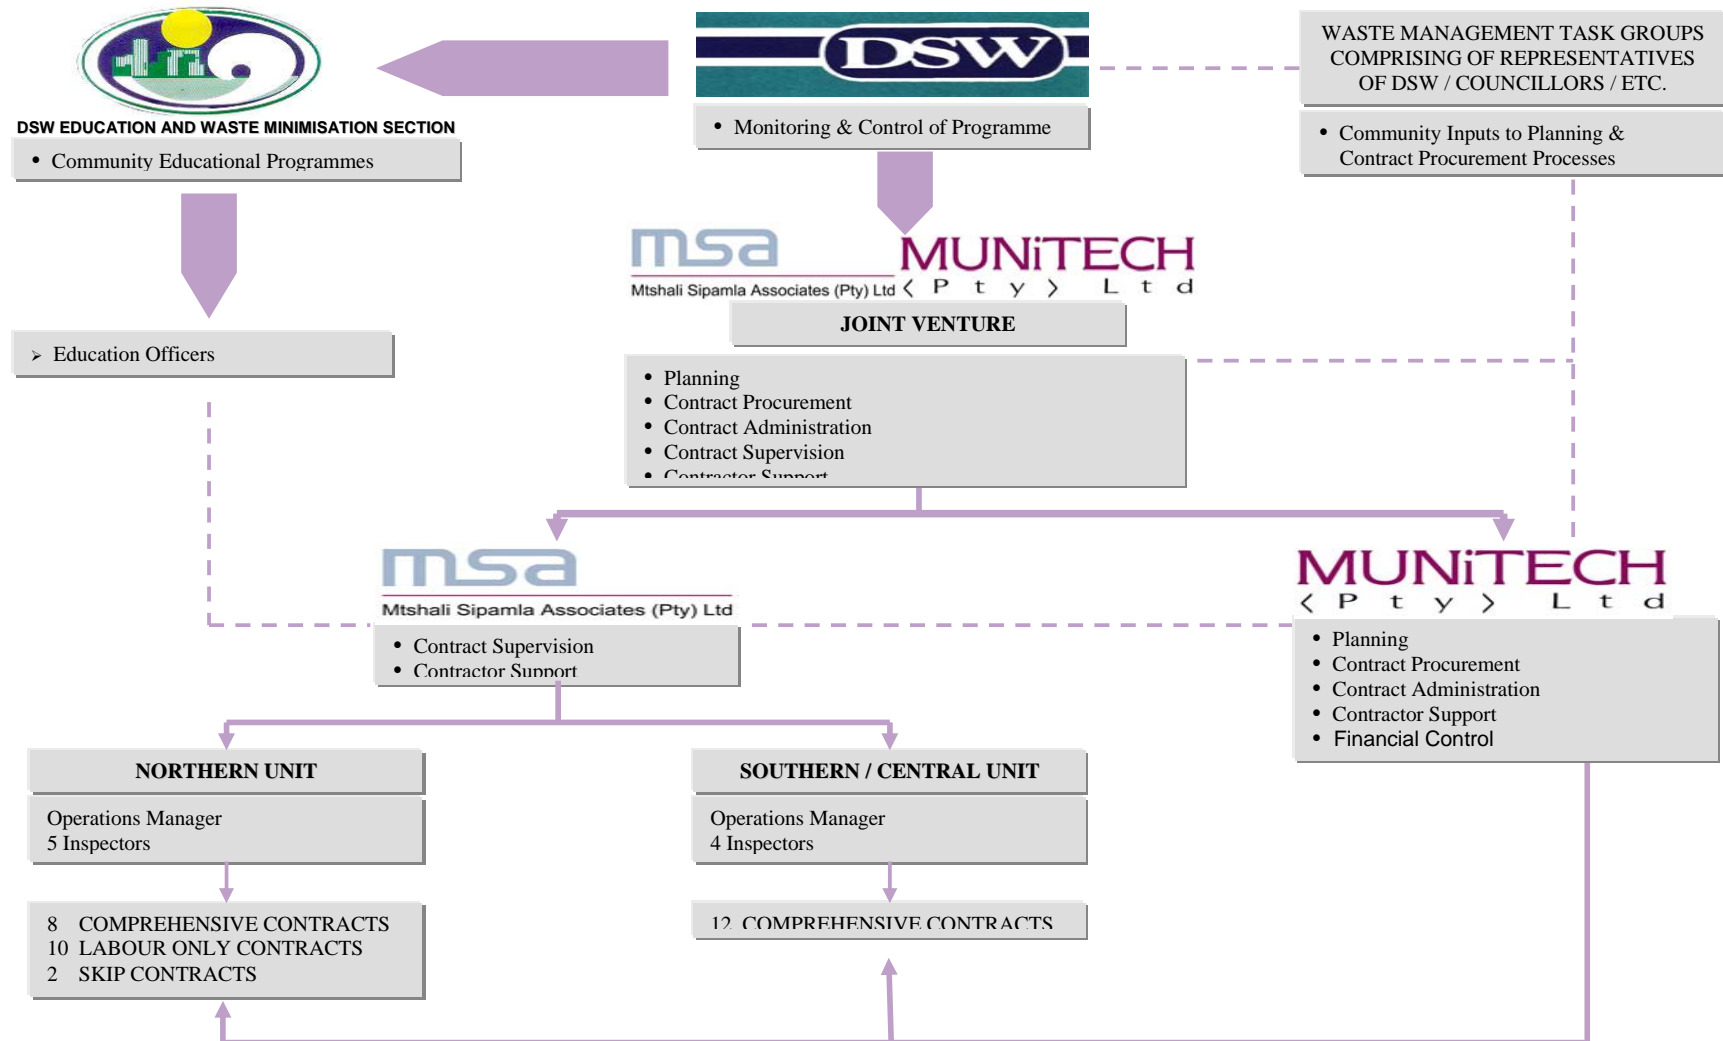 DSW
WASTE MANAGEMENT TASK GROUPS
COMPRISING OF REPRESENTATIVES
OF DSW / COUNCILLORS / ETC.
DSW EDUCATION AND WASTE MINIMISATION SECTION
• Community Educational Programmes
• Monitoring & Control of Programme
• Community Inputs to Planning &
Contract Procurement Processes
msa
Mtshali Sipamla Associates (Pty) Ltd
MUNiTECH
< P t y > L t d
JOINT VENTURE
➢ Education Officers
• Planning
• Contract Procurement
• Contract Administration
• Contract Supervision
• Contractor Support
msa
Mtshali Sipamla Associates (Pty) Ltd
• Contract Supervision
• Contractor Support
MUNiTECH
< P t y > L t d
• Planning
• Contract Procurement
• Contract Administration
• Contractor Support
• Financial Control
NORTHERN UNIT
Operations Manager
5 Inspectors
8 COMPREHENSIVE CONTRACTS
10 LABOUR ONLY CONTRACTS
2 SKIP CONTRACTS
SOUTHERN / CENTRAL UNIT
Operations Manager
4 Inspectors
12 COMPREHENSIVE CONTRACTS